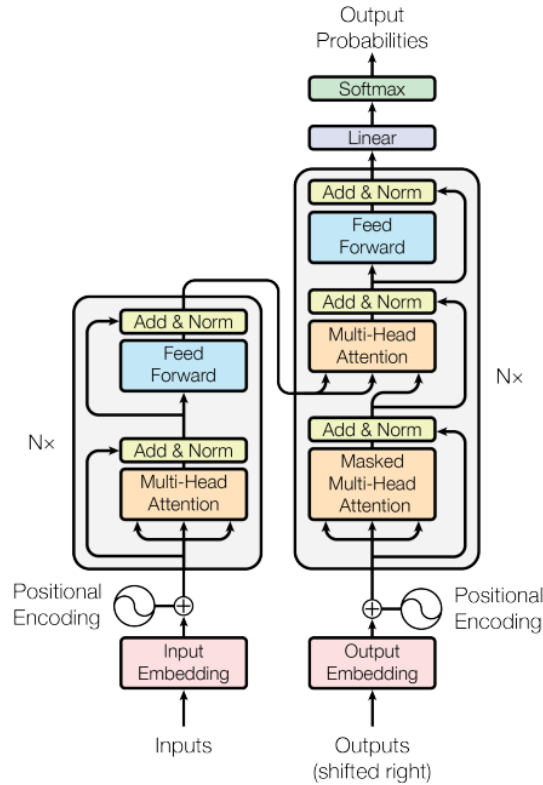 Output
Probabilities
Softmax
Linear
Add & Norm
Feed
Forward
Add & Norm
Multi-Head
Attention
Add & Norm
Masked
Multi-Head
Attention
N×
Positional
Encoding
Output
Embedding
Outputs
(shifted right)
Add & Norm
Feed
Forward
Add & Norm
Multi-Head
Attention
N×
Positional
Encoding
Input
Embedding
Inputs